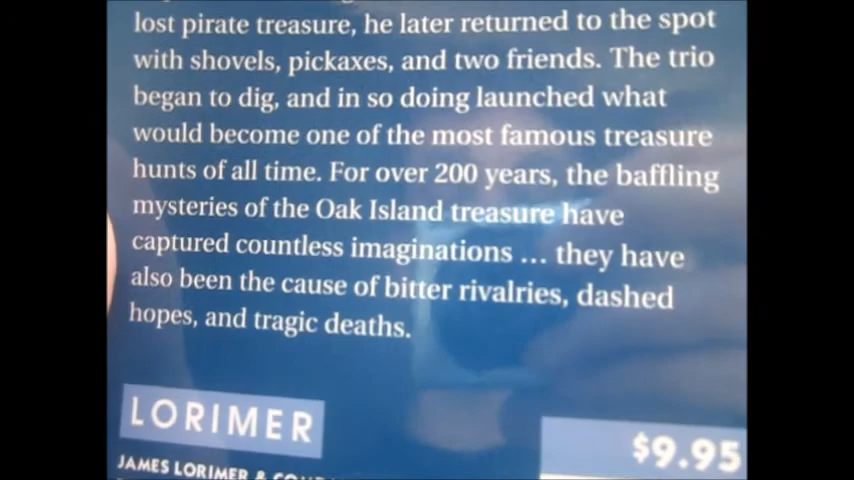 lost pirate treasure, he later returned to the spot
with shovels, pickaxes, and two friends. The trio
began to dig, and in so doing launched what
would become one of the most famous treasure
hunts of all time. For over 200 years, the baffling
mysteries of the Oak Island treasure have
captured countless imaginations ... they have
also been the cause of bitter rivalries, dashed
hopes, and tragic deaths.
LORIMER
$9.95
JAMES LORIMER &